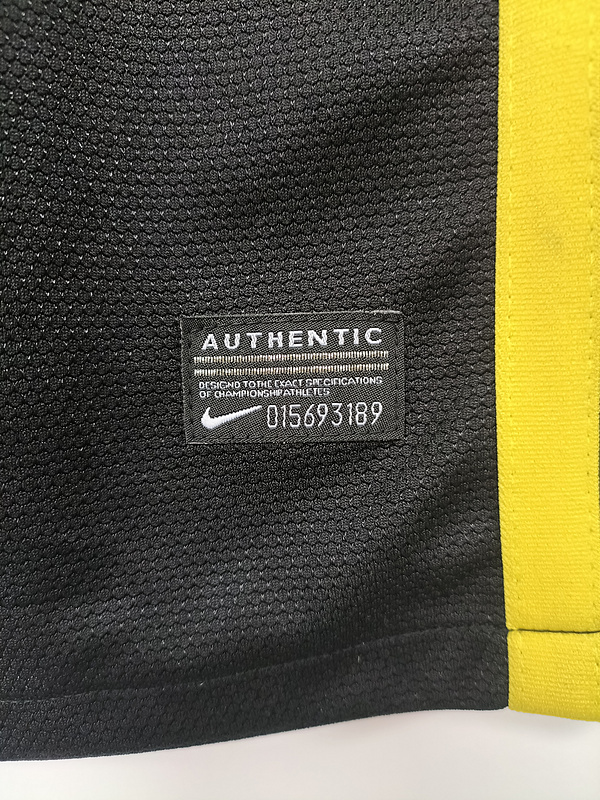 AUTHENTIC
DESIGND TO THE EXACT SPECIFICATIONS
OF CHAMPIONSHIP ATHLETES
015693189